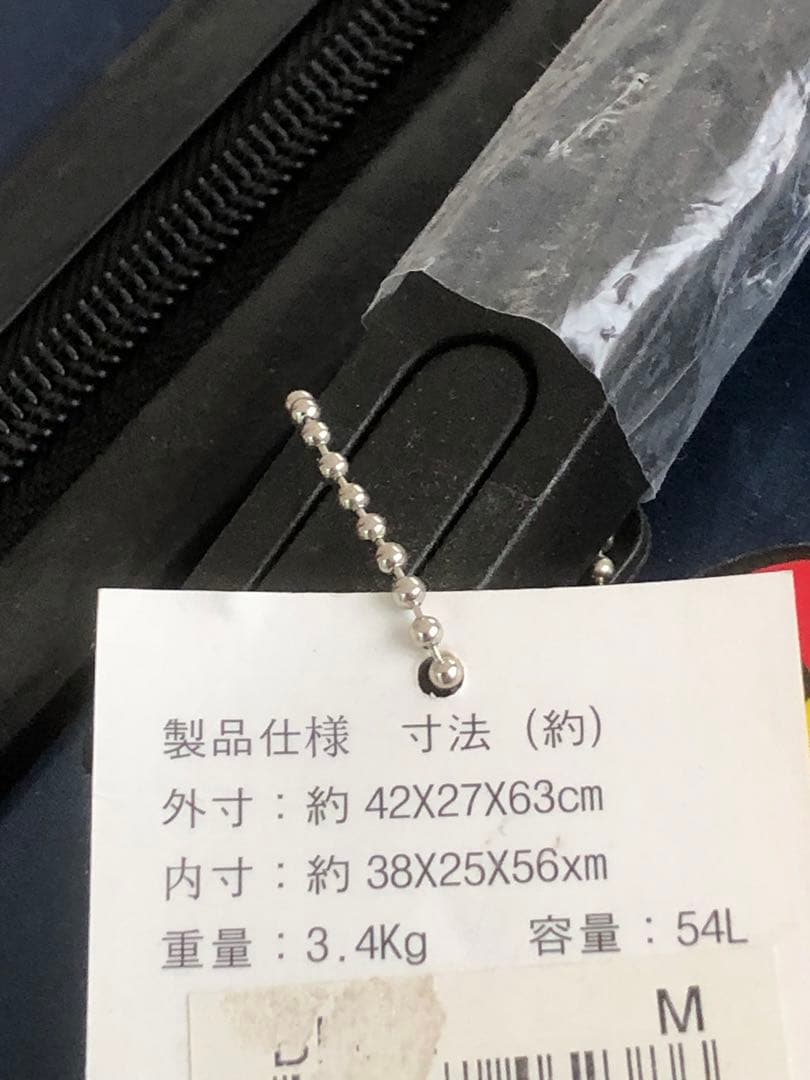 製品仕様　寸法（約）
外寸：約 42X27X63cm
内寸：約 38X25X56xm
重量：3.4Kg　　容量：54L
M